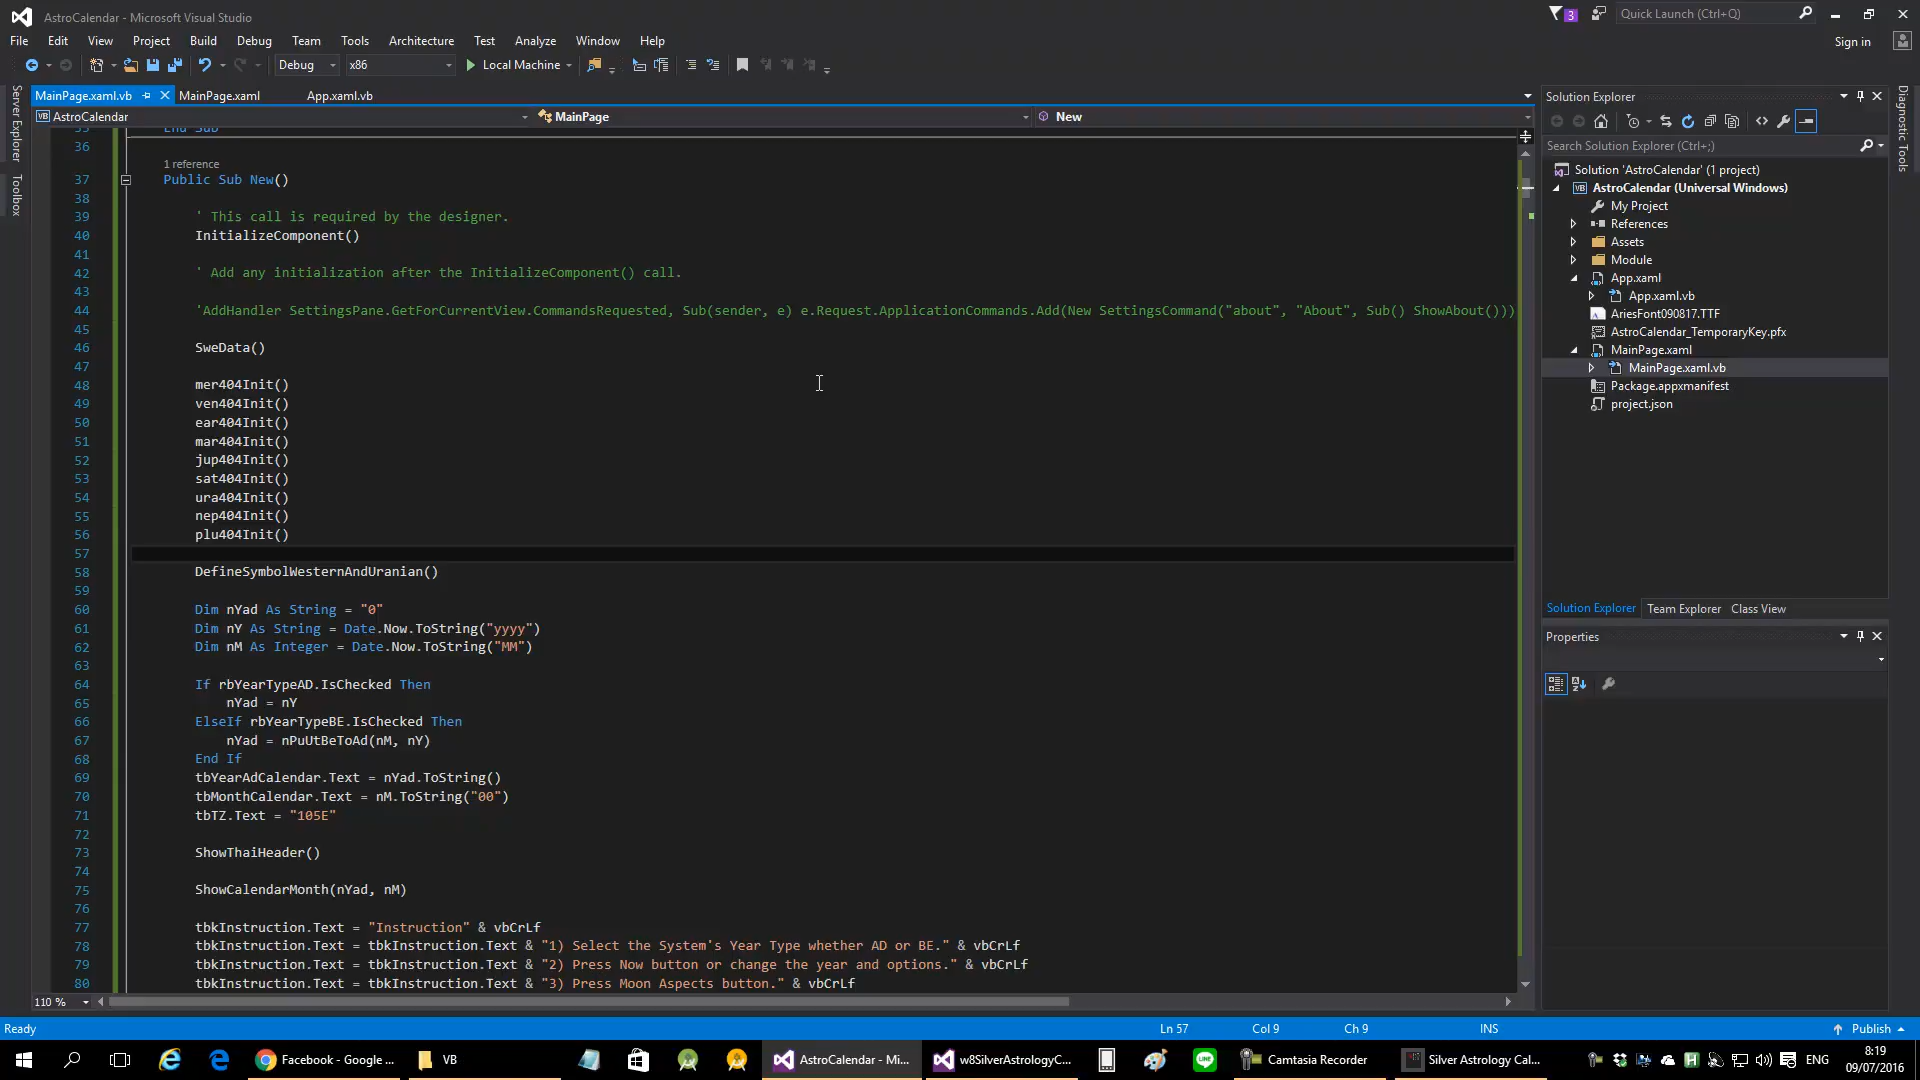 AstroCalendar - Microsoft Visual Studio
3
Quick Launch (Ctrl+Q)
File Edit View Project Build Debug Team Tools Architecture Test Analyze Window Help
Sign in
Debug x86 Local Machine
MainPage.xaml.vb MainPage.xaml App.xaml.vb
VB AstroCalendar MainPage New
Server Explorer
Toolbox
35 End Sub
36
1 reference
37 Public Sub New()
38
39 ' This call is required by the designer.
40 InitializeComponent()
41
42 ' Add any initialization after the InitializeComponent() call.
43
44 'AddHandler SettingsPane.GetForCurrentView.CommandsRequested, Sub(sender, e) e.Request.ApplicationCommands.Add(New SettingsCommand("about", "About", Sub() ShowAbout()))
45
46 SweData()
47
48 mer404Init()
49 ven404Init()
50 ear404Init()
51 mar404Init()
52 jup404Init()
53 sat404Init()
54 ura404Init()
55 nep404Init()
56 plu404Init()
57
58 DefineSymbolWesternAndUranian()
59
60 Dim nYad As String = "0"
61 Dim nY As String = Date.Now.ToString("yyyy")
62 Dim nM As Integer = Date.Now.ToString("MM")
63
64 If rbYearTypeAD.IsChecked Then
65 nYad = nY
66 ElseIf rbYearTypeBE.IsChecked Then
67 nYad = nPuUtBeToAd(nM, nY)
68 End If
69 tbYearAdCalendar.Text = nYad.ToString()
70 tbMonthCalendar.Text = nM.ToString("00")
71 tbTZ.Text = "105E"
72
73 ShowThaiHeader()
74
75 ShowCalendarMonth(nYad, nM)
76
77 tbkInstruction.Text = "Instruction" & vbCrLf
78 tbkInstruction.Text = tbkInstruction.Text & "1) Select the System's Year Type whether AD or BE." & vbCrLf
79 tbkInstruction.Text = tbkInstruction.Text & "2) Press Now button or change the year and options." & vbCrLf
80 tbkInstruction.Text = tbkInstruction.Text & "3) Press Moon Aspects button." & vbCrLf
110 %
Solution Explorer
Search Solution Explorer (Ctrl+;)
Solution 'AstroCalendar' (1 project)
VB AstroCalendar (Universal Windows)
My Project
References
Assets
Module
App.xaml
App.xaml.vb
AriesFont090817.TTF
AstroCalendar_TemporaryKey.pfx
MainPage.xaml
MainPage.xaml.vb
Package.appxmanifest
project.json
Solution Explorer Team Explorer Class View
Properties
Diagnostic Tools
Ready Ln 57 Col 9 Ch 9 INS Publish
Facebook - Google ... VB AstroCalendar - Mi... w8SilverAstrologyC... LINE Camtasia Recorder Silver Astrology Cal... ENG
8:19
09/07/2016